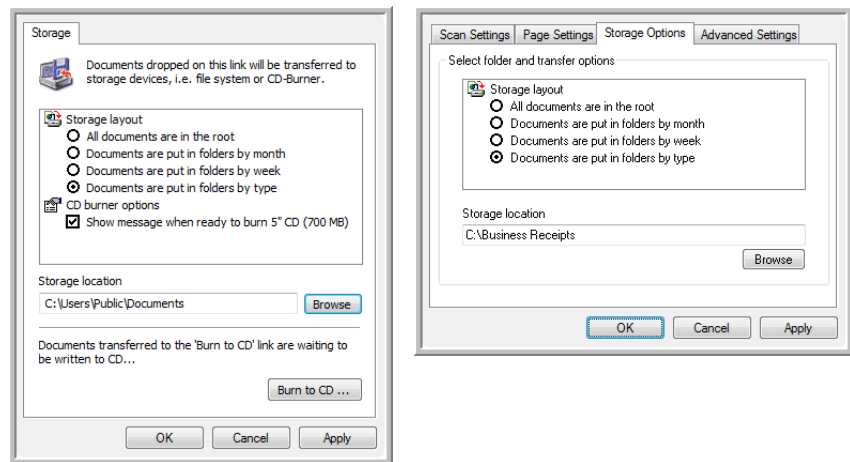 Storage
Documents dropped on this link will be transferred to
storage devices, i.e. file system or CD-Burner.
Storage layout
All documents are in the root
Documents are put in folders by month
Documents are put in folders by week
Documents are put in folders by type
CD burner options
Show message when ready to burn 5" CD (700 MB)
Storage location
C:\Users\Public\Documents
Browse
Documents transferred to the 'Burn to CD' link are waiting to
be written to CD...
Burn to CD ...
OK Cancel Apply
Scan Settings Page Settings Storage Options Advanced Settings
Select folder and transfer options
Storage layout
All documents are in the root
Documents are put in folders by month
Documents are put in folders by week
Documents are put in folders by type
Storage location
C:\Business Receipts
Browse
OK Cancel Apply